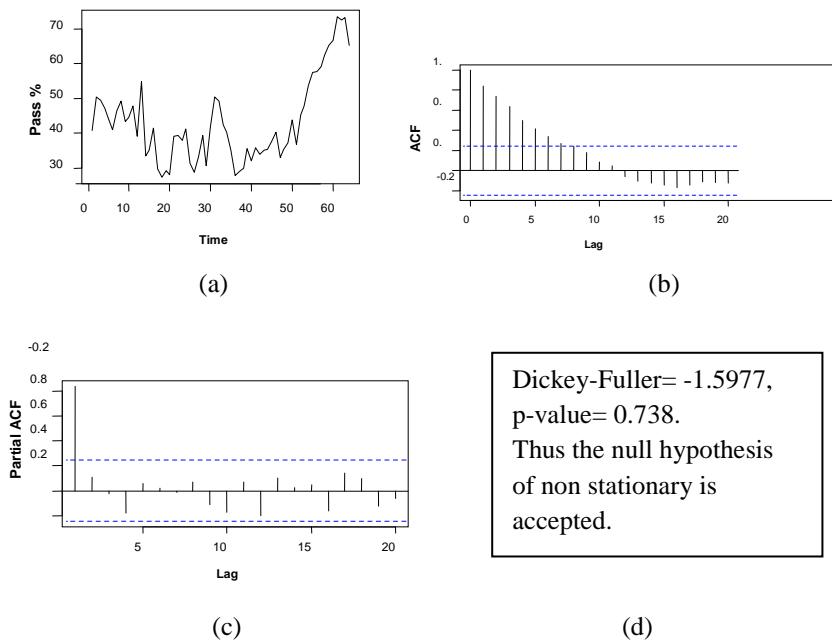 70
60
50
40
30
Pass %
0 10 20 30 40 50 60
Time
(a)
1.
0.
0.
-0.2
ACF
0 5 10 15 20
Lag
(b)
-0.2
0.8
0.6
0.4
0.2
Partial ACF
5 10 15 20
Lag
(c)
Dickey-Fuller= -1.5977,
p-value= 0.738.
Thus the null hypothesis
of non stationary is
accepted.
(d)